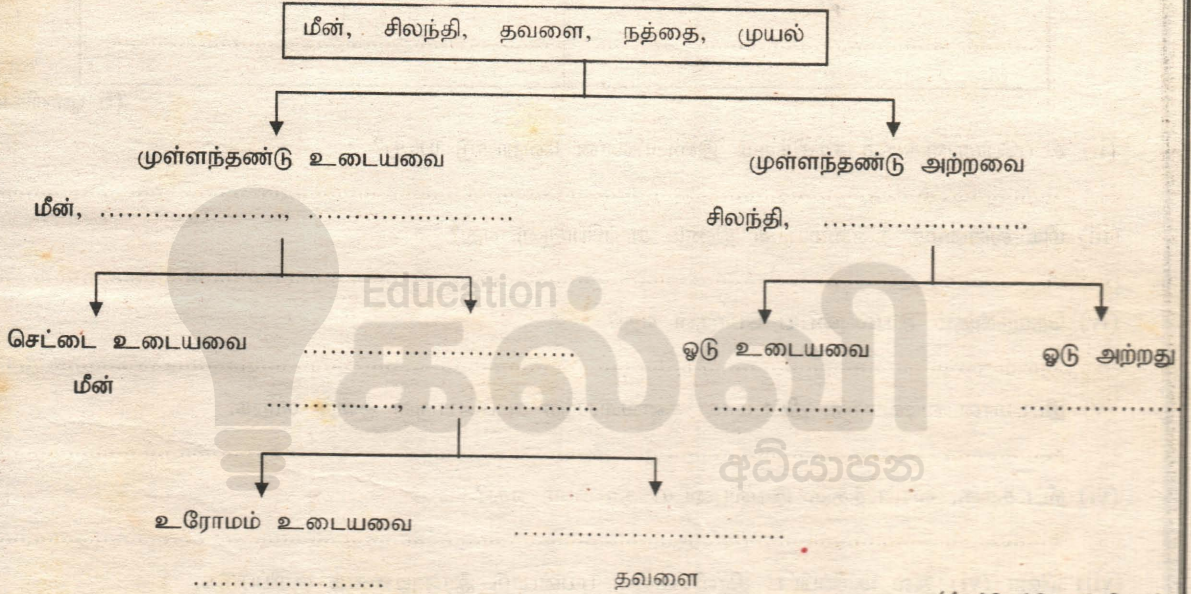 மீன், சிலந்தி, தவளை, நத்தை, முயல்
முள்ளந்தண்டு உடையவை முள்ளந்தண்டு அற்றவை
மீன், ...................., ....................... சிலந்தி, .......................
Education
கல்வி
අධ්‍යාපන
செட்டை உடையவை .............................. ஓடு உடையவை ஓடு அற்றது
மீன் ..............., .................... .................. ..................
உரோமம் உடையவை ..............................
..................... தவளை